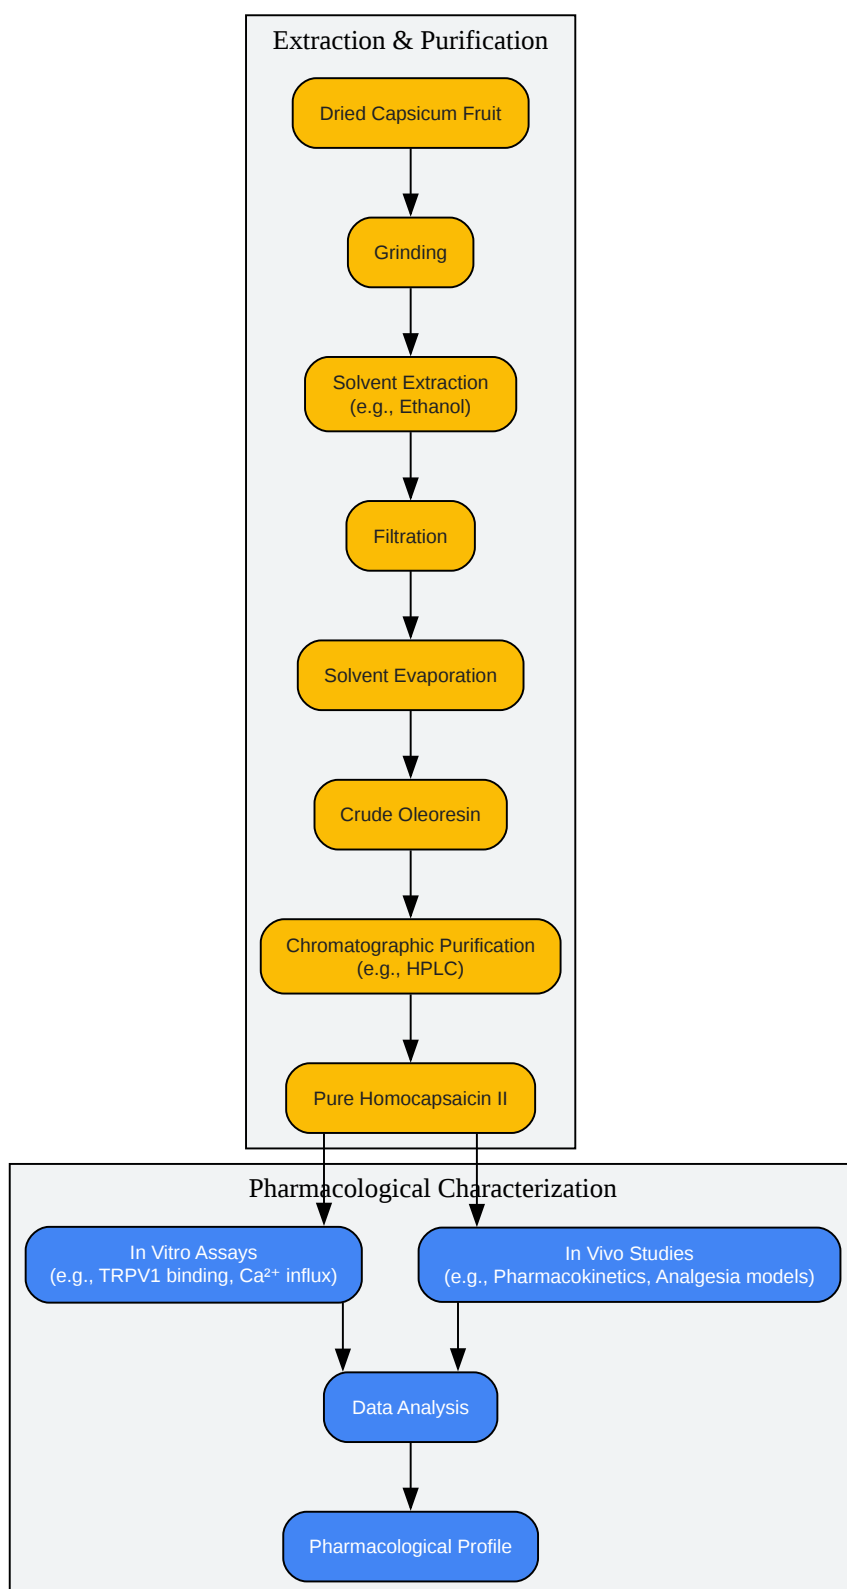 Extraction & Purification
Dried Capsicum Fruit
Grinding
Solvent Extraction
(e.g., Ethanol)
Filtration
Solvent Evaporation
Crude Oleoresin
Chromatographic Purification
(e.g., HPLC)
Pure Homocapsaicin II
Pharmacological Characterization
In Vitro Assays
(e.g., TRPV1 binding, Ca²⁺ influx)
In Vivo Studies
(e.g., Pharmacokinetics, Analgesia models)
Data Analysis
Pharmacological Profile